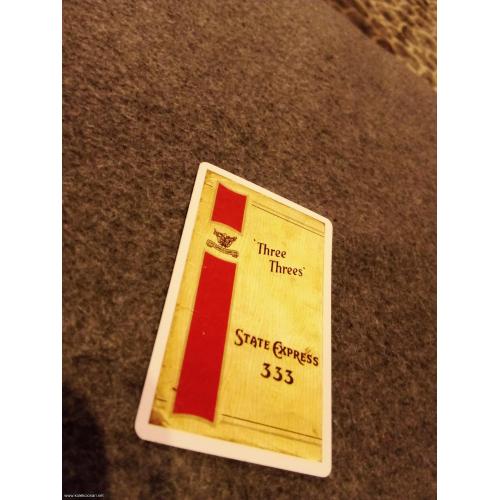 'Three
Threes'
STATE EXPRESS
333